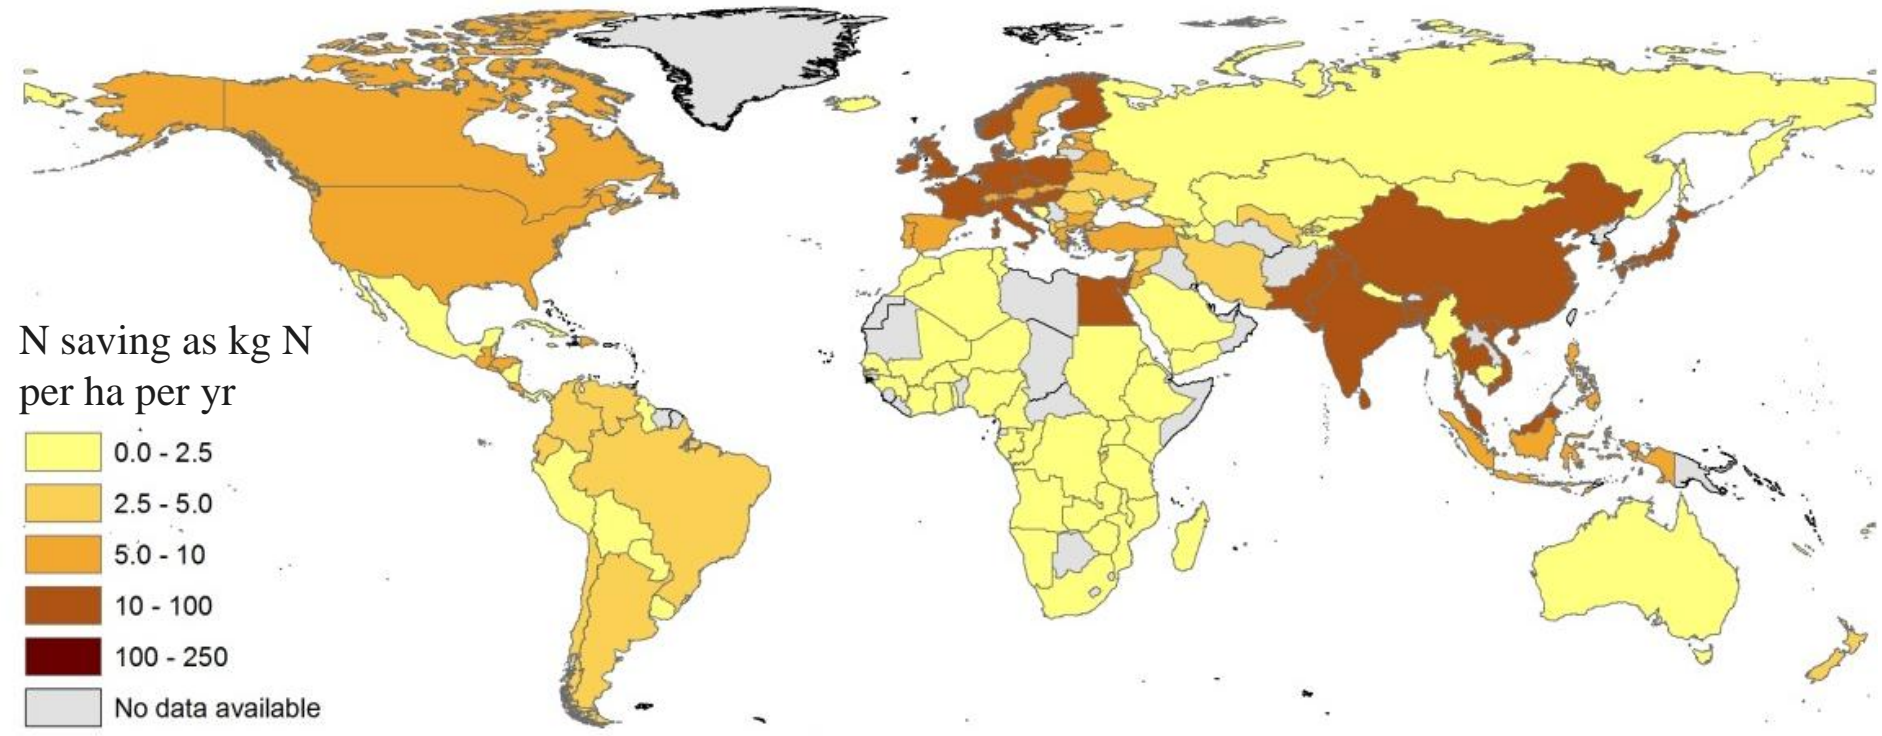 N saving as kg N
per ha per yr
0.0 - 2.5
2.5 - 5.0
5.0 - 10
10 - 100
100 - 250
No data available